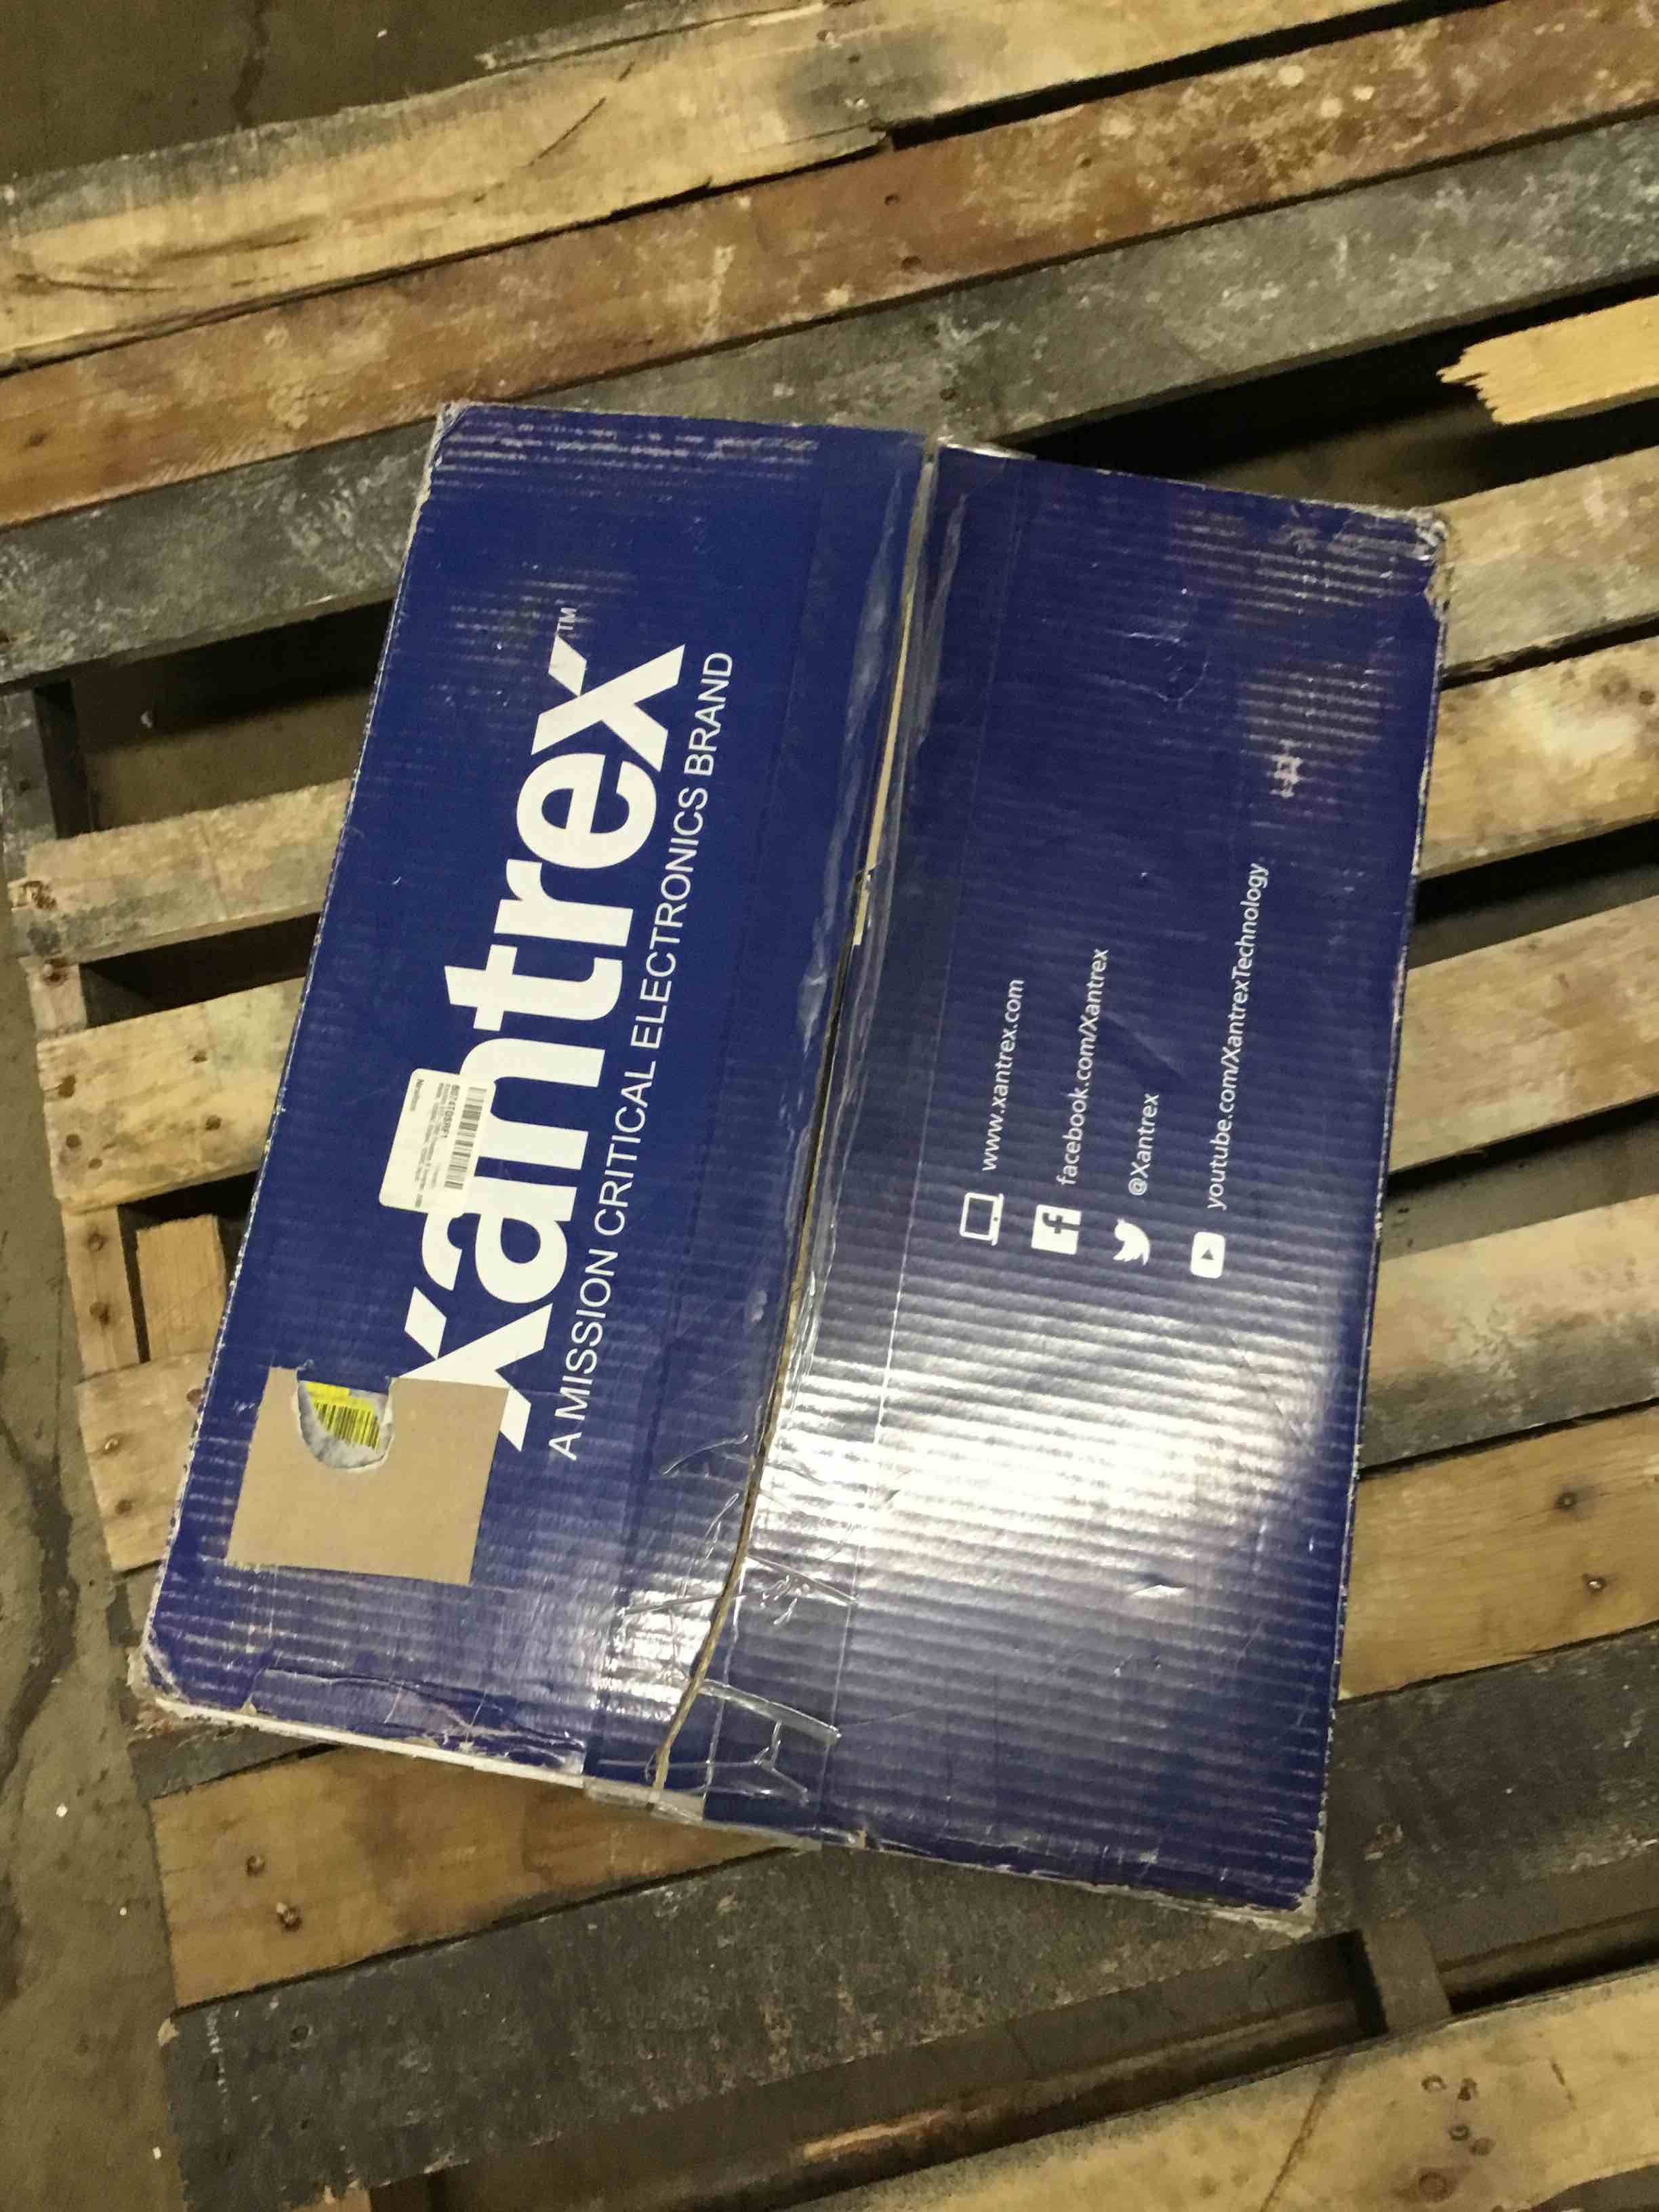 xantrex™
A MISSION CRITICAL ELECTRONICS BRAND
www.xantrex.com
facebook.com/Xantrex
@Xantrex
youtube.com/XantrexTechnology